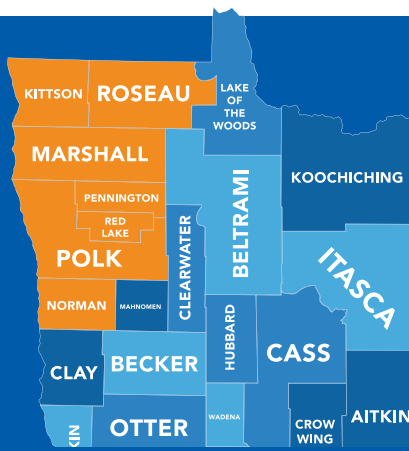 KITTSON
ROSEAU
LAKE
OF THE
WOODS
MARSHALL
KOOCHICHING
PENNINGTON
RED
LAKE
POLK
CLEARWATER
BELTRAMI
ITASCA
NORMAN
MAHNOMEN
HUBBARD
CASS
CLAY
BECKER
AITKIN
WADENA
CROW
WING
KIN
OTTER